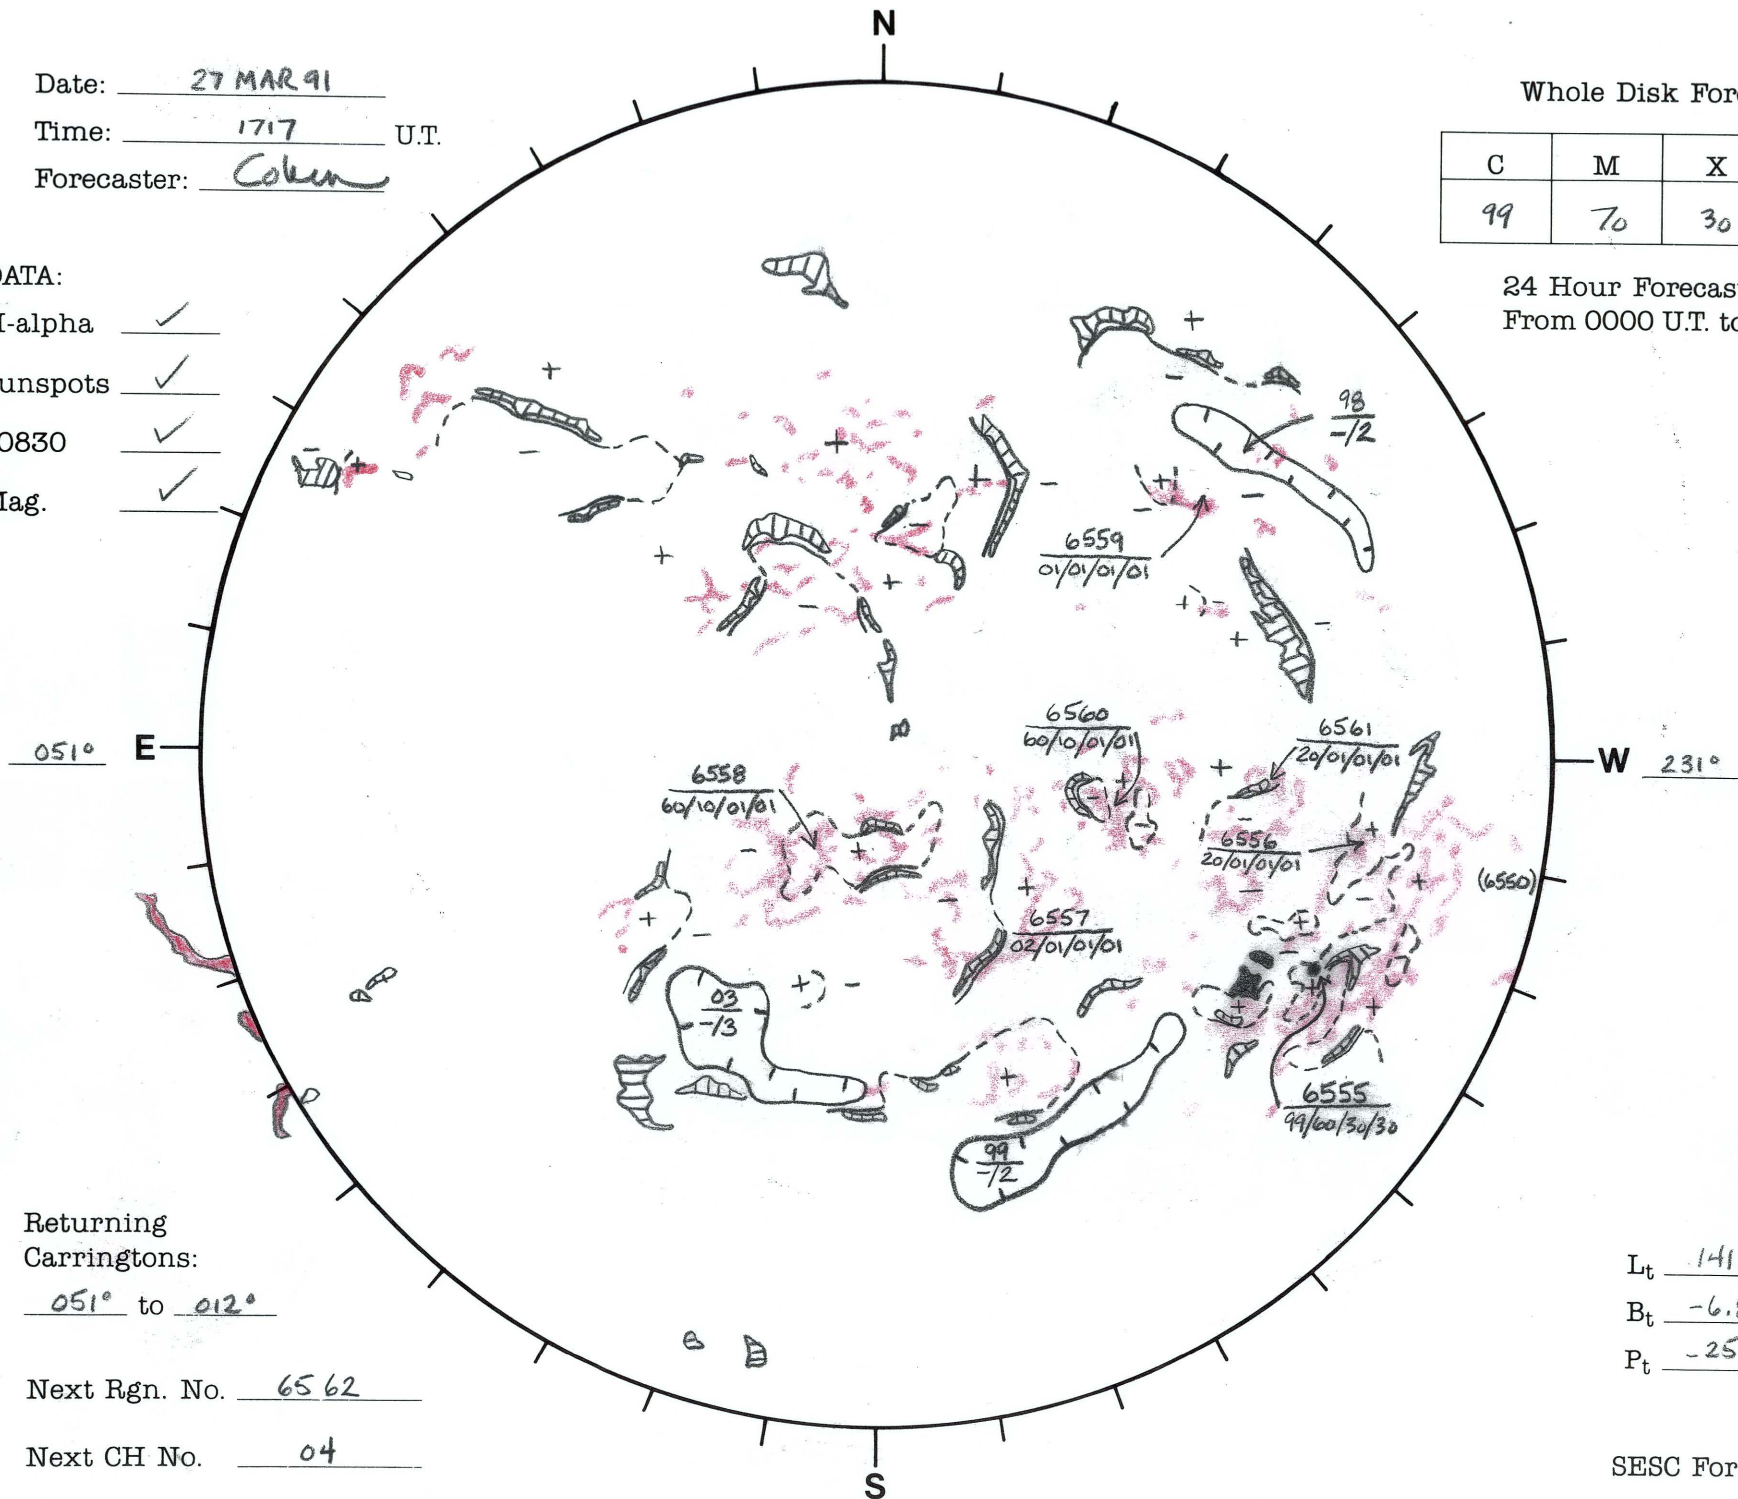 N
Date: 27 MAR 91
Time: 1717 U.T.
Forecaster: Cohen
Whole Disk Fore
C M X
99 70 30
24 Hour Forecast
From 0000 U.T. to
DATA:
H-alpha ✓
unspots ✓
0830 ✓
Mag. ✓
98
-/2
6559
01/01/01/01
051° E
W 231°
6560
60/10/01/01
6561
20/01/01/01
6558
60/10/01/01
6556
20/01/01/01
(6550)
6557
02/01/01/01
03
-/3
6555
99/60/30/30
99
-/2
Returning
Carringtons:
051° to 012°
Next Rgn. No. 6562
Next CH No. 04
Lt 141
Bt -6.
Pt -25
SESC For
S